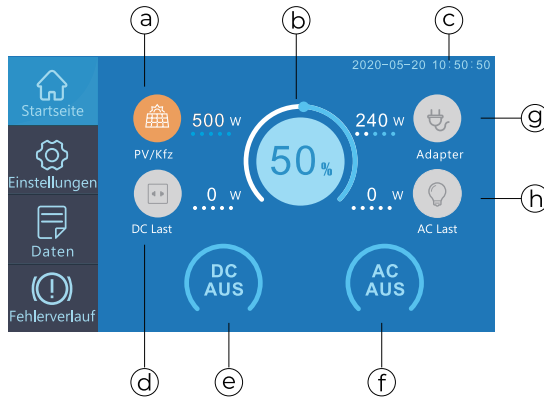 a
b
c
2020-05-20 10:50:50
Startseite
500 W
240 W
g
PV/Kfz
50%
Adapter
Einstellungen
0 W
0 W
h
DC Last
AC Last
Daten
DC
AUS
AC
AUS
Fehlerverlauf
d
e
f